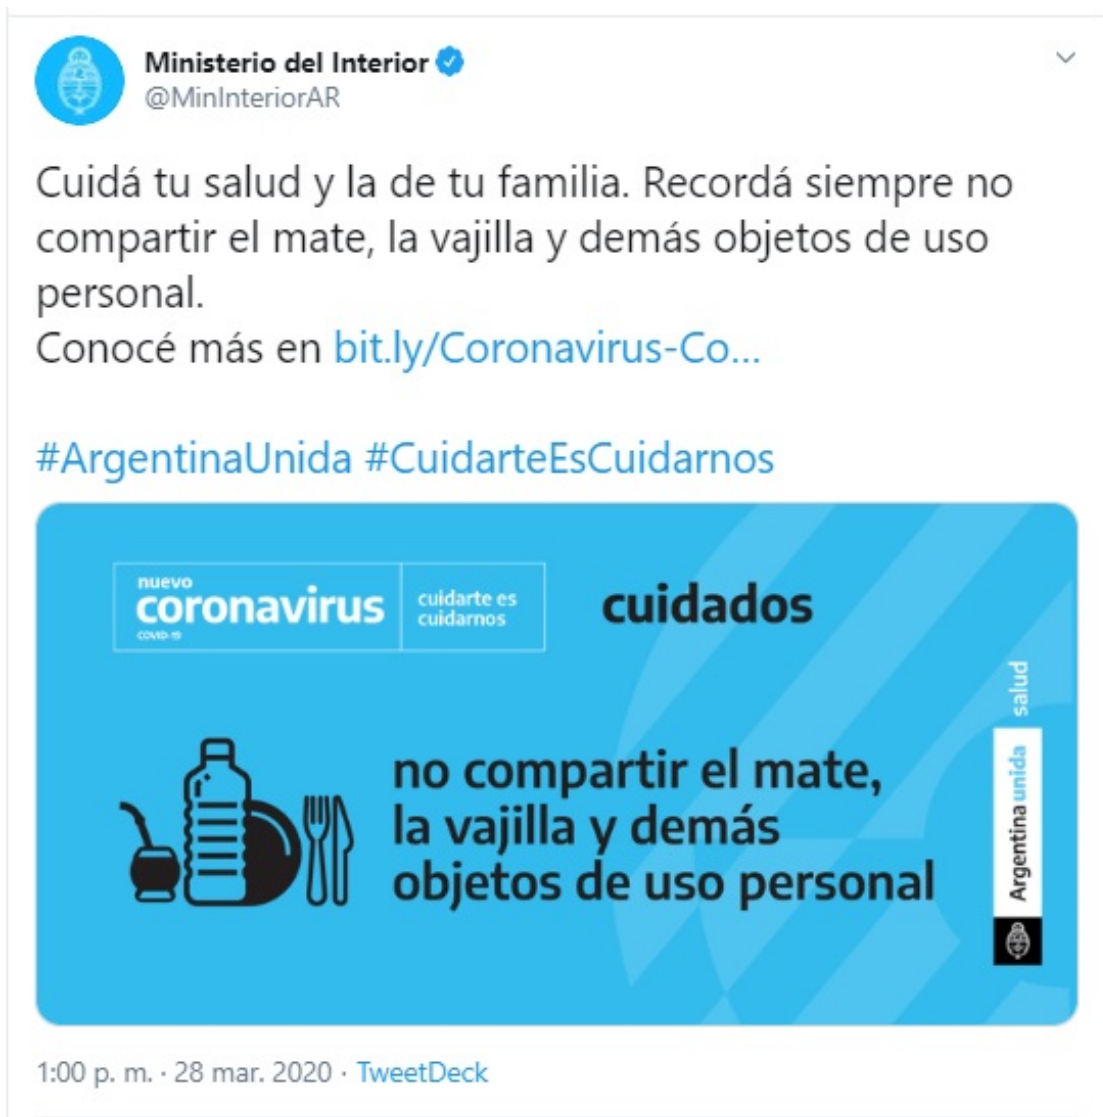 Ministerio del Interior
@MinInteriorAR
Cuidá tu salud y la de tu familia. Recordá siempre no
compartir el mate, la vajilla y demás objetos de uso
personal.
Conocé más en bit.ly/Coronavirus-Co...
#ArgentinaUnida #CuidarteEsCuidarnos
nuevo
coronavirus
COVID-19
cuidarte es
cuidarnos
cuidados
no compartir el mate,
la vajilla y demás
objetos de uso personal
Argentina unida
salud
1:00 p. m. · 28 mar. 2020 · TweetDeck